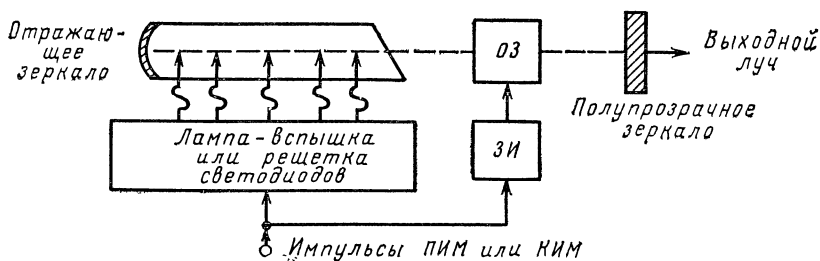 Отражаю-
щее
зеркало
ОЗ
Выходной
луч
Полупрозрачное
зеркало
Лампа-вспышка
или решетка
светодиодов
ЗИ
Импульсы ПИМ или КИМ